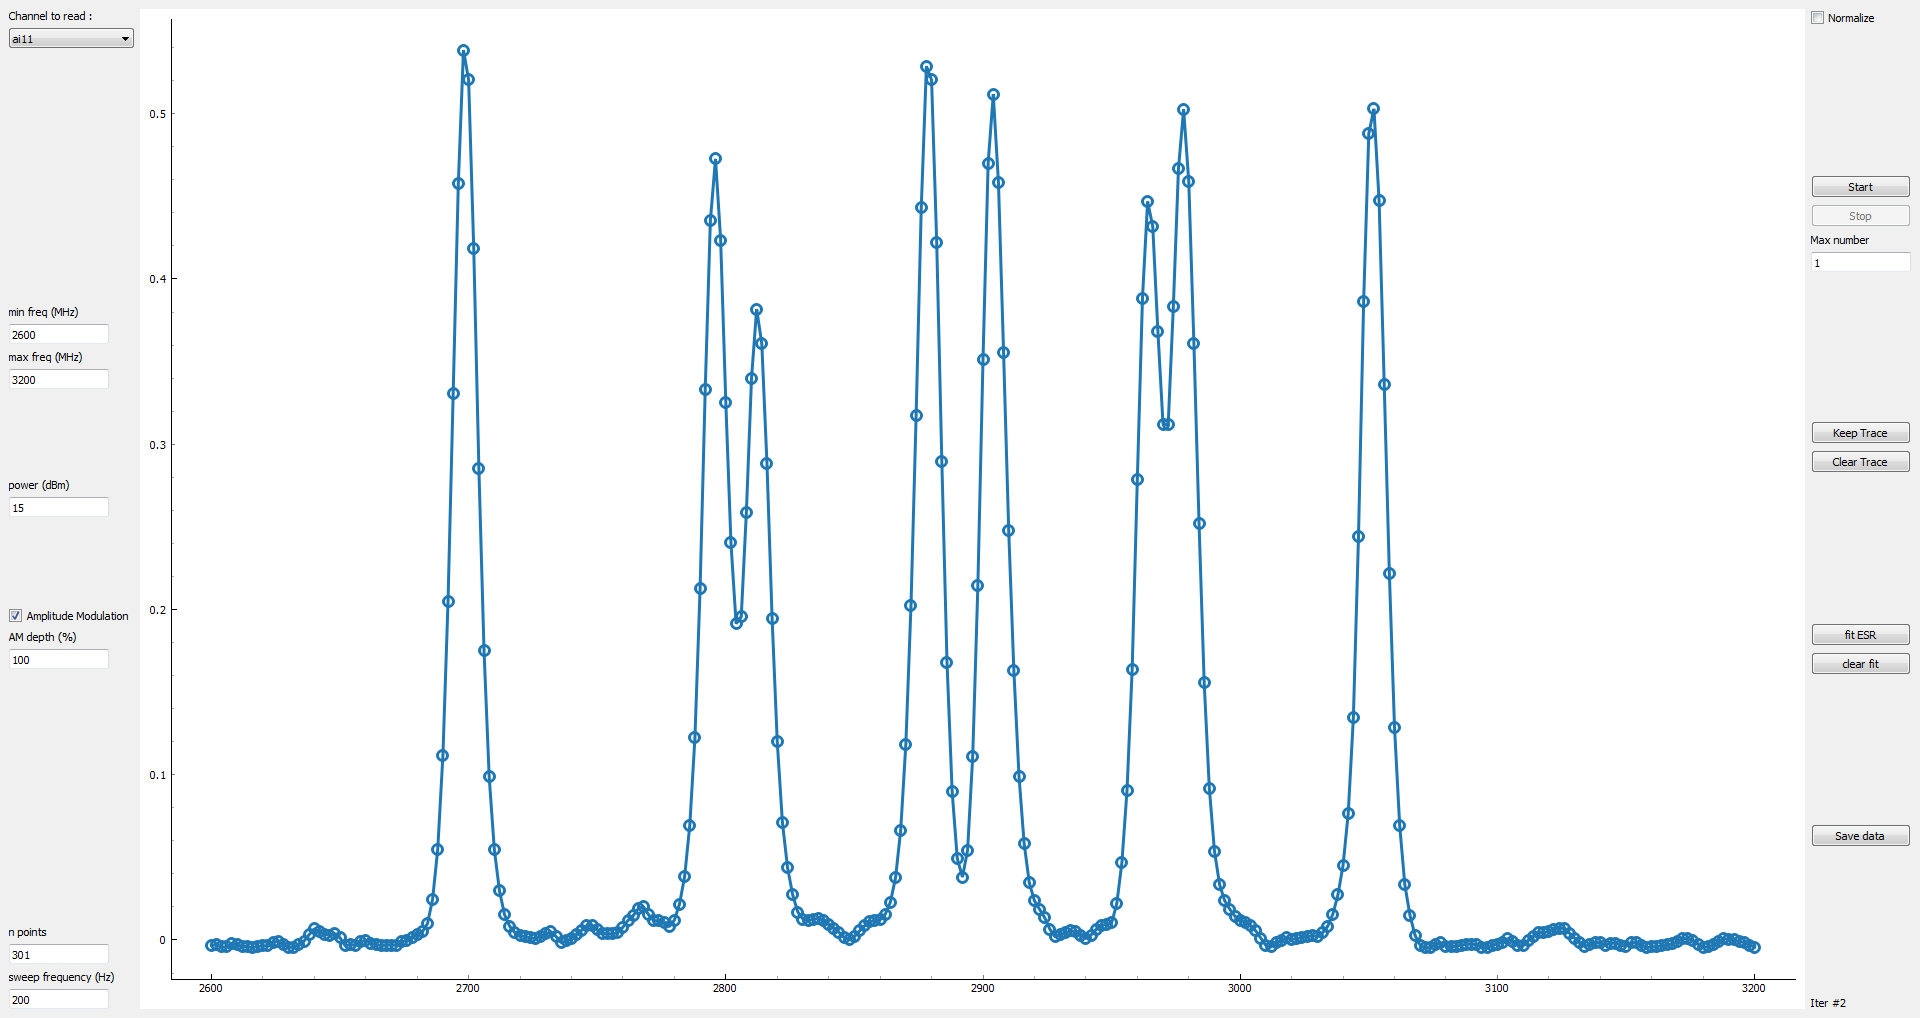 Channel to read :
ai11
min freq (MHz)
2600
max freq (MHz)
3200
power (dBm)
15
Amplitude Modulation
AM depth (%)
100
n points
301
sweep frequency (Hz)
200
0.5
0.4
0.3
0.2
0.1
0
2600 2700 2800 2900 3000 3100 3200
Normalize
Start
Stop
Max number
1
Keep Trace
Clear Trace
fit ESR
clear fit
Save data
Iter #2